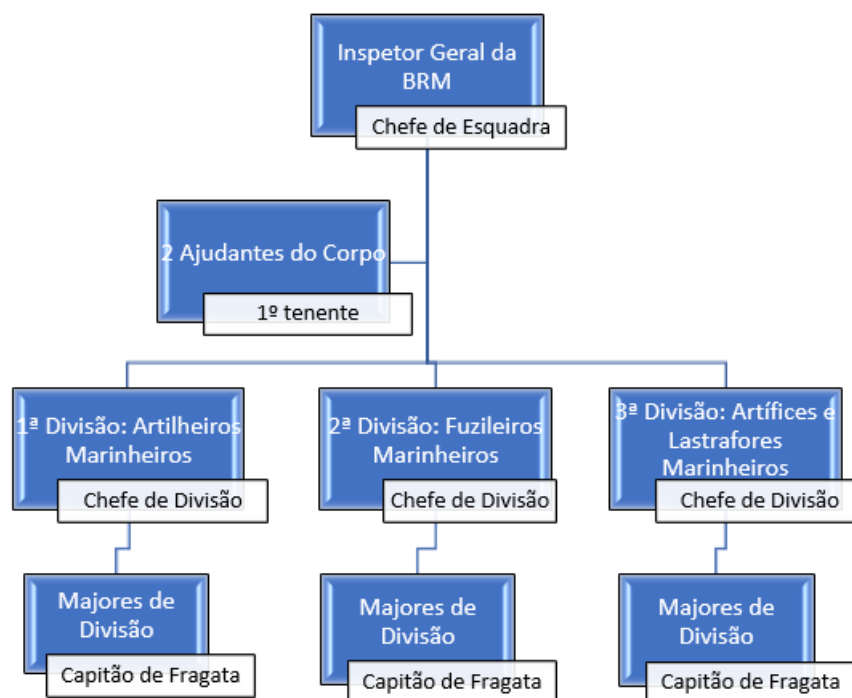 Inspetor Geral da
BRM
Chefe de Esquadra
2 Ajudantes do Corpo
1º tenente
1ª Divisão: Artilheiros
Marinheiros
Chefe de Divisão
2ª Divisão: Fuzileiros
Marinheiros
Chefe de Divisão
3ª Divisão: Artífices e
Lastrafores
Marinheiros
Chefe de Divisão
Majores de
Divisão
Capitão de Fragata
Majores de
Divisão
Capitão de Fragata
Majores de
Divisão
Capitão de Fragata